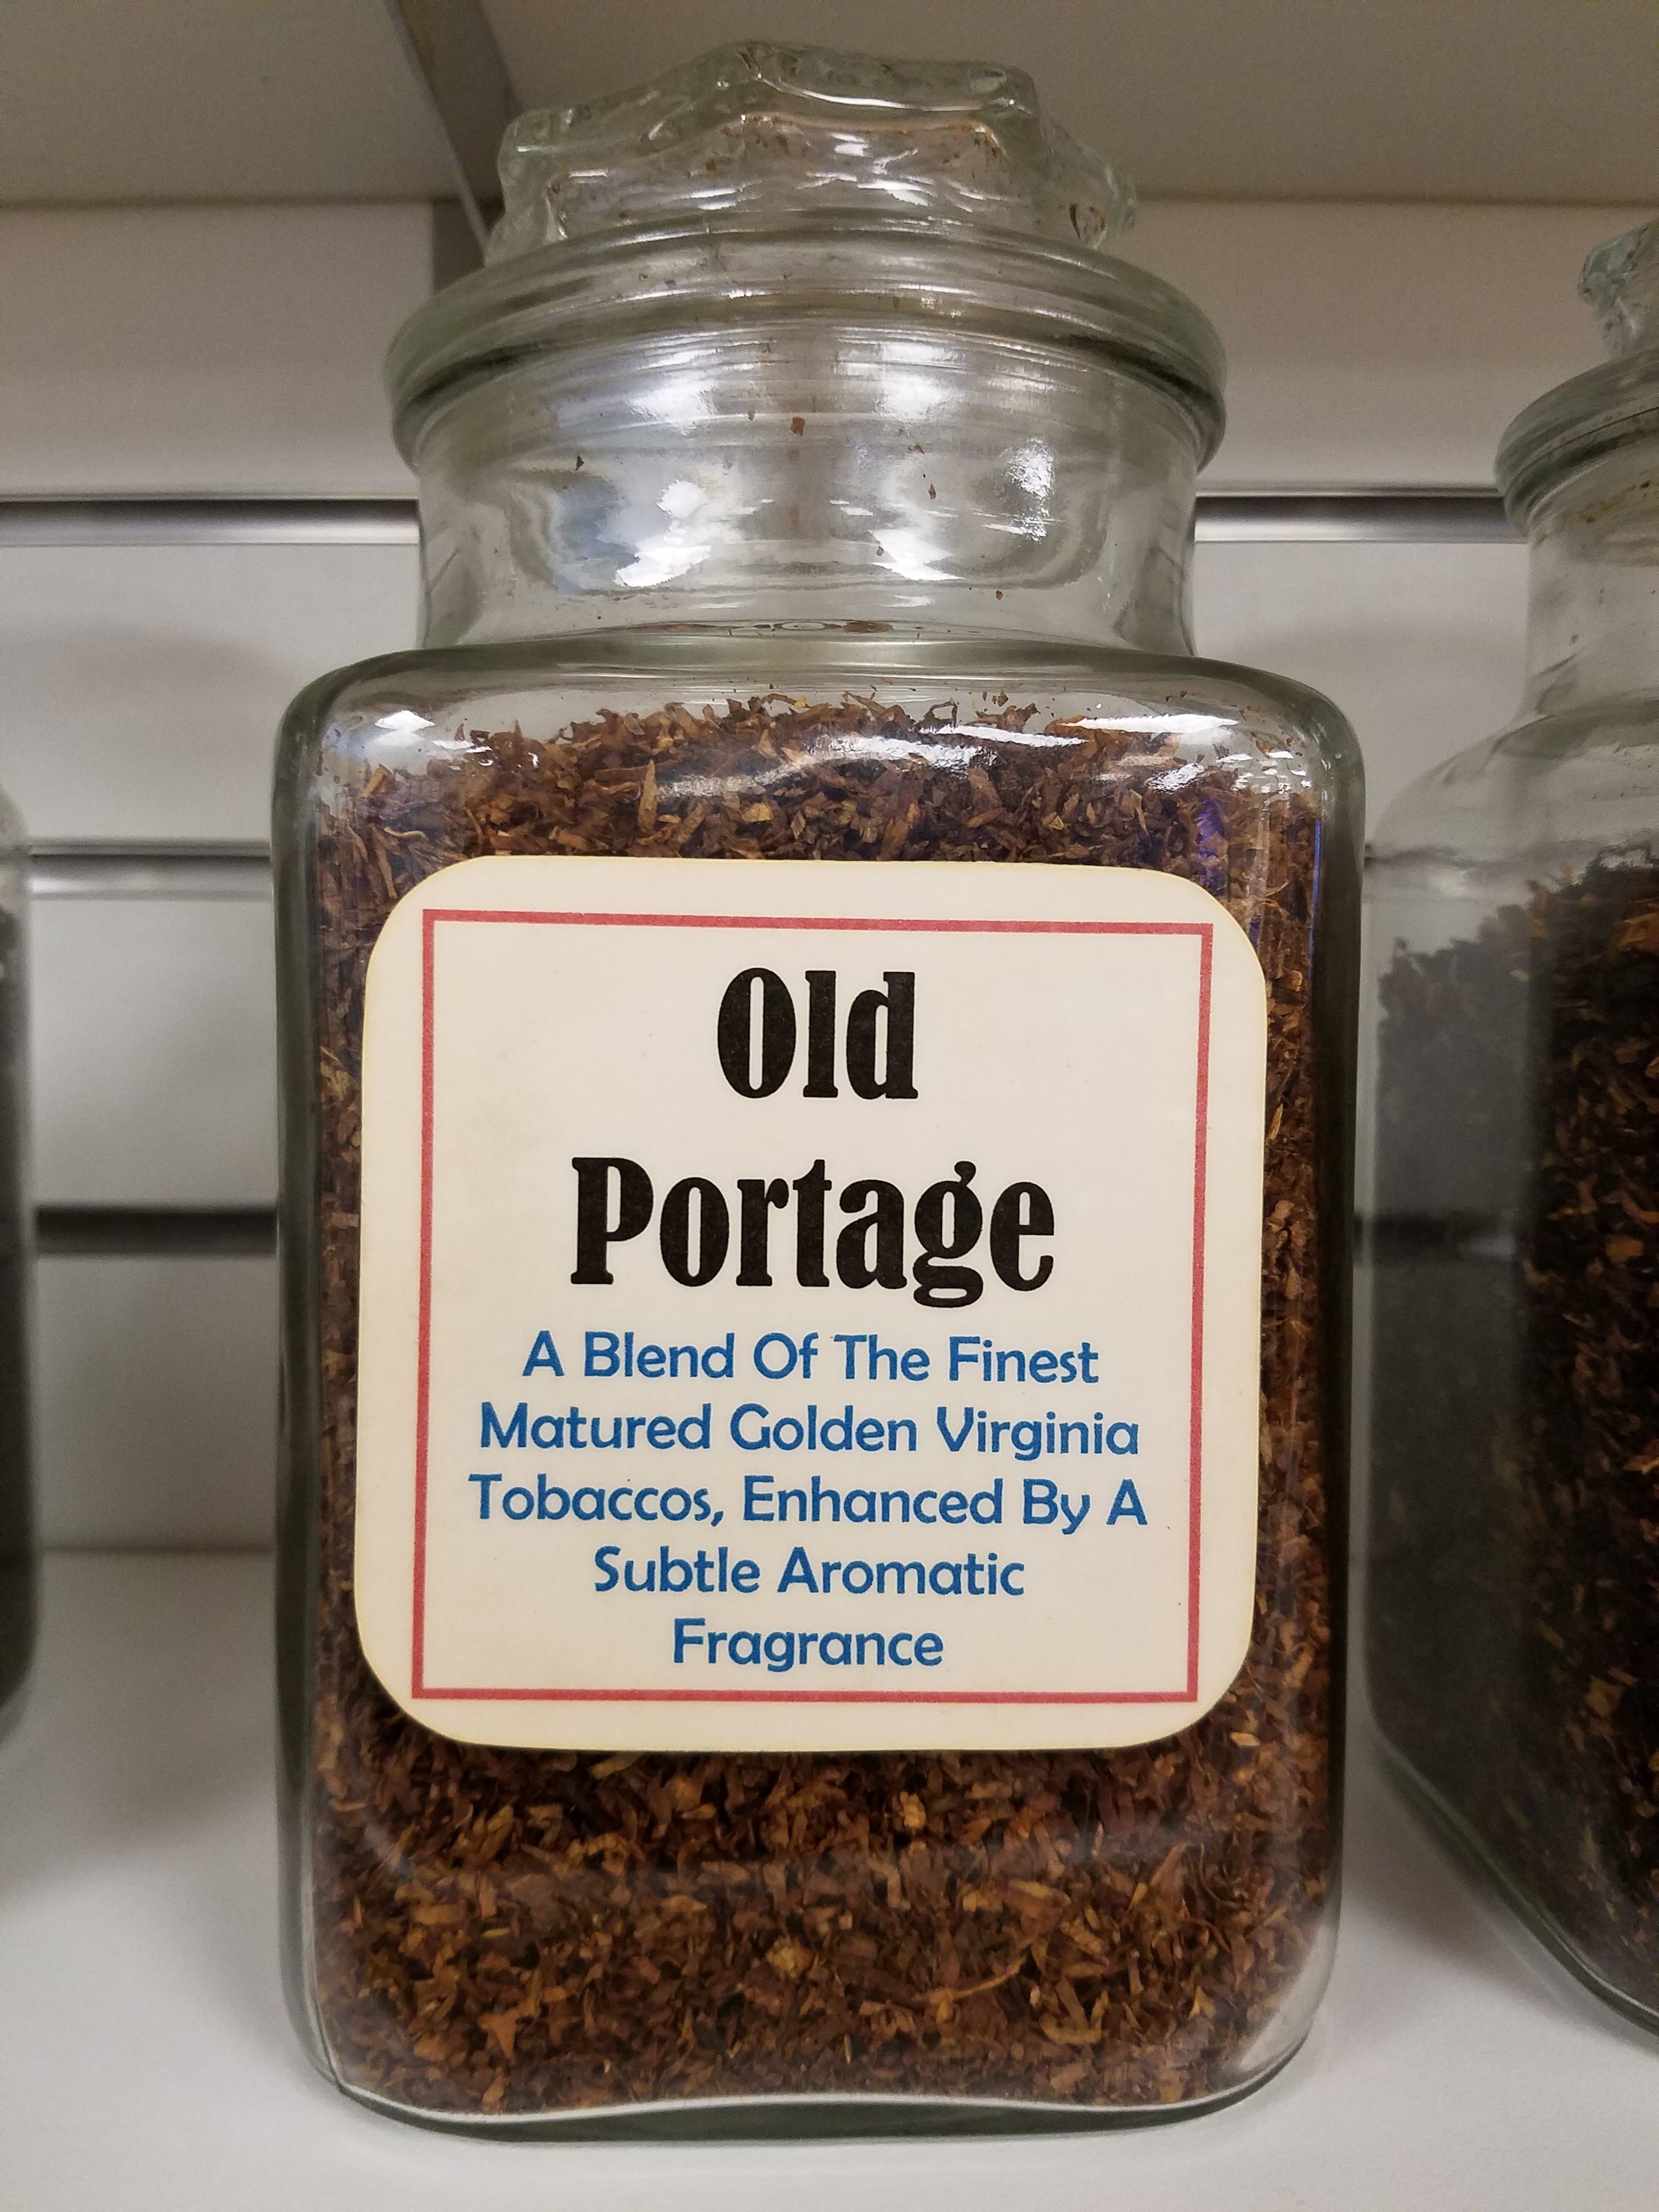 Old
Portage
A Blend Of The Finest
Matured Golden Virginia
Tobaccos, Enhanced By A
Subtle Aromatic
Fragrance